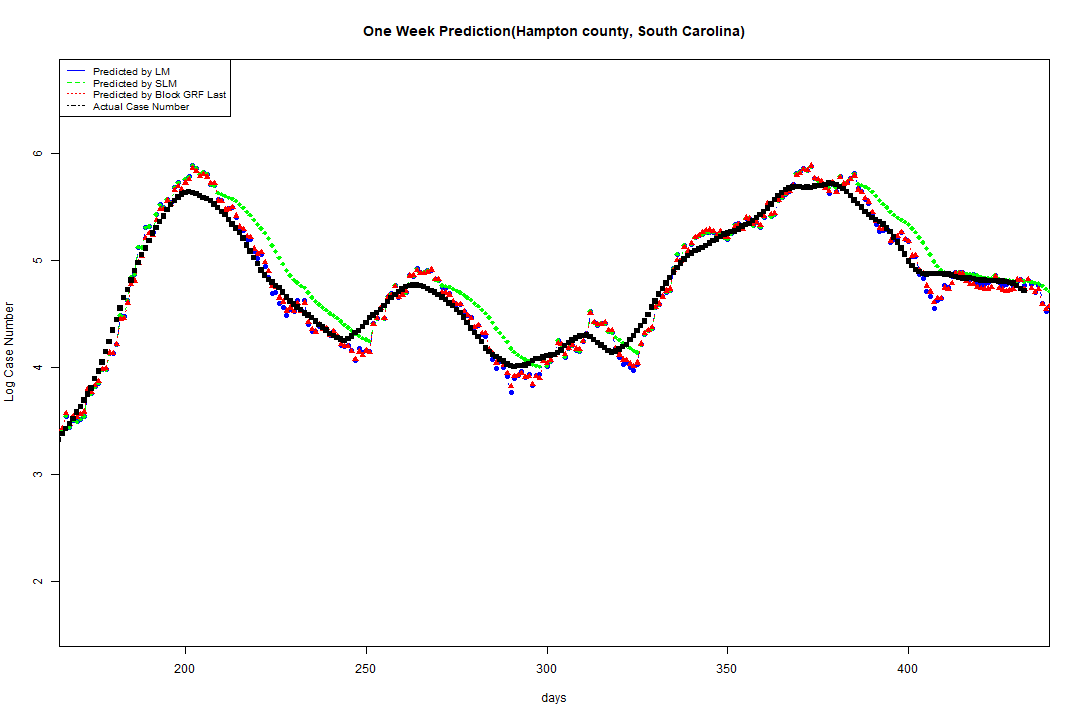 One Week Prediction(Hampton county, South Carolina)
Predicted by LM
Predicted by SLM
Predicted by Block GRF Last
Actual Case Number
6
5
4
3
2
Log Case Number
200 250 300 350 400
days